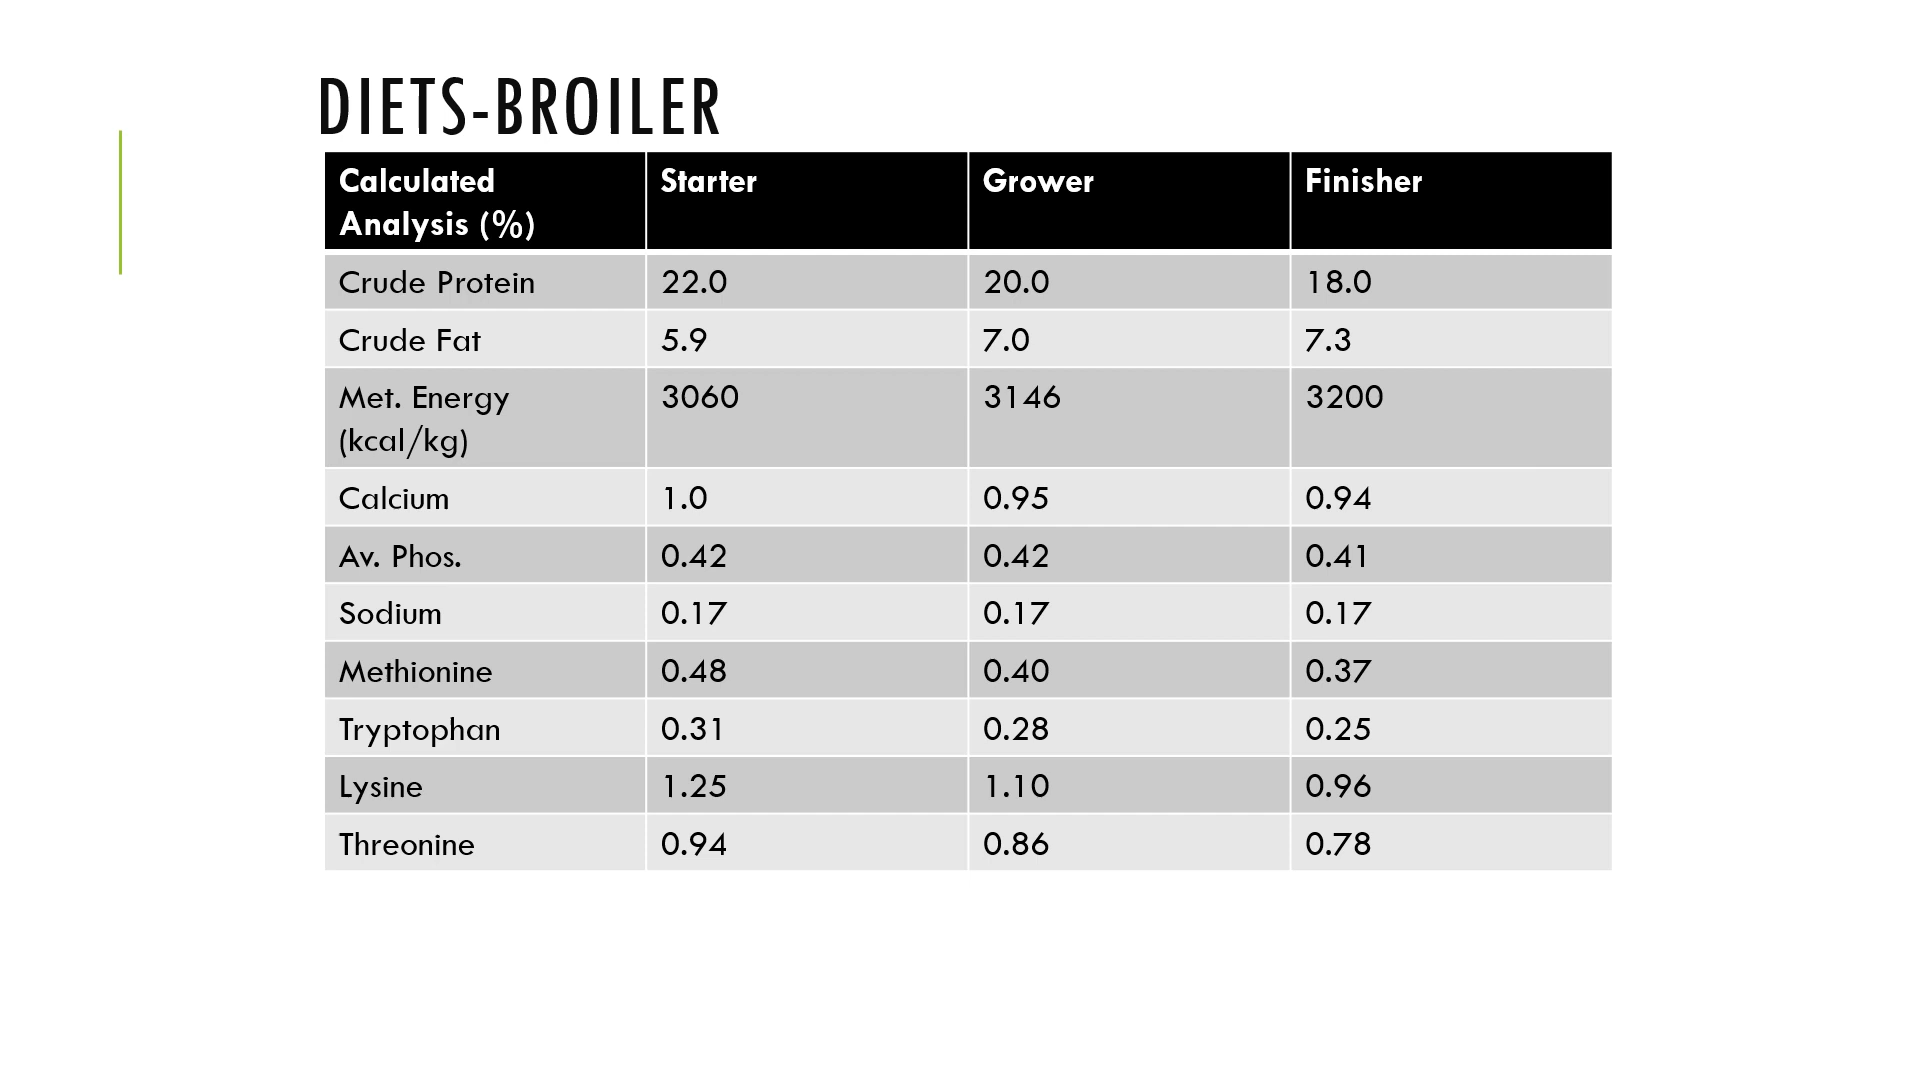 DIETS-BROILER
Calculated Analysis (%) Starter Grower Finisher
Crude Protein 22.0 20.0 18.0
Crude Fat 5.9 7.0 7.3
Met. Energy (kcal/kg) 3060 3146 3200
Calcium 1.0 0.95 0.94
Av. Phos. 0.42 0.42 0.41
Sodium 0.17 0.17 0.17
Methionine 0.48 0.40 0.37
Tryptophan 0.31 0.28 0.25
Lysine 1.25 1.10 0.96
Threonine 0.94 0.86 0.78